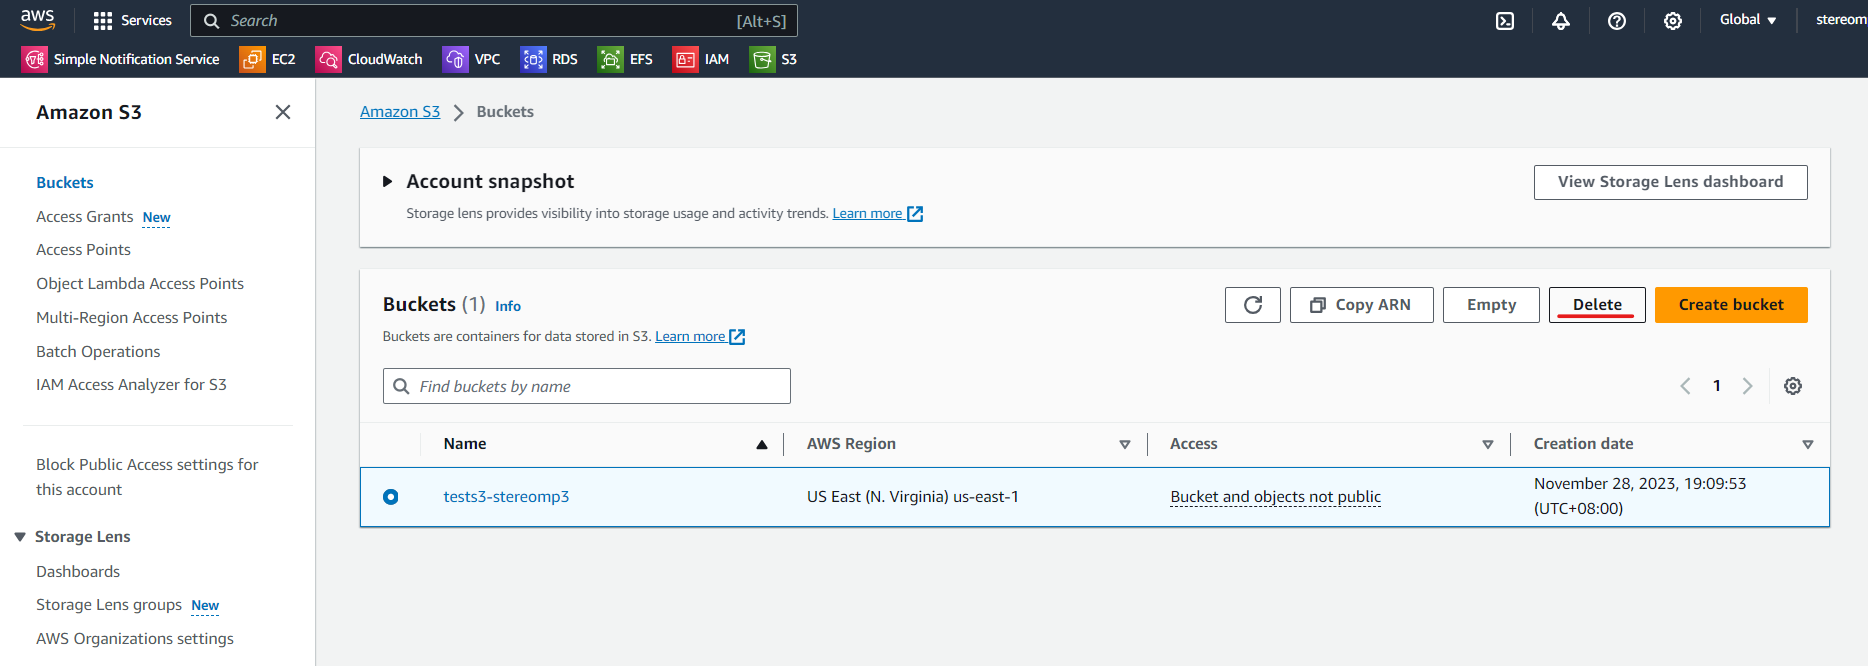 aws
Services
Search
[Alt+S]
Global
stereom
Simple Notification Service
EC2
CloudWatch
VPC
RDS
EFS
IAM
S3
Amazon S3
Buckets
Access Grants New
Access Points
Object Lambda Access Points
Multi-Region Access Points
Batch Operations
IAM Access Analyzer for S3
Block Public Access settings for
this account
Storage Lens
Dashboards
Storage Lens groups New
AWS Organizations settings
Amazon S3 > Buckets
Account snapshot
Storage lens provides visibility into storage usage and activity trends. Learn more
View Storage Lens dashboard
Buckets (1) Info
Buckets are containers for data stored in S3. Learn more
Copy ARN
Empty
Delete
Create bucket
Find buckets by name
1
Name
AWS Region
Access
Creation date
tests3-stereomp3
US East (N. Virginia) us-east-1
Bucket and objects not public
November 28, 2023, 19:09:53
(UTC+08:00)